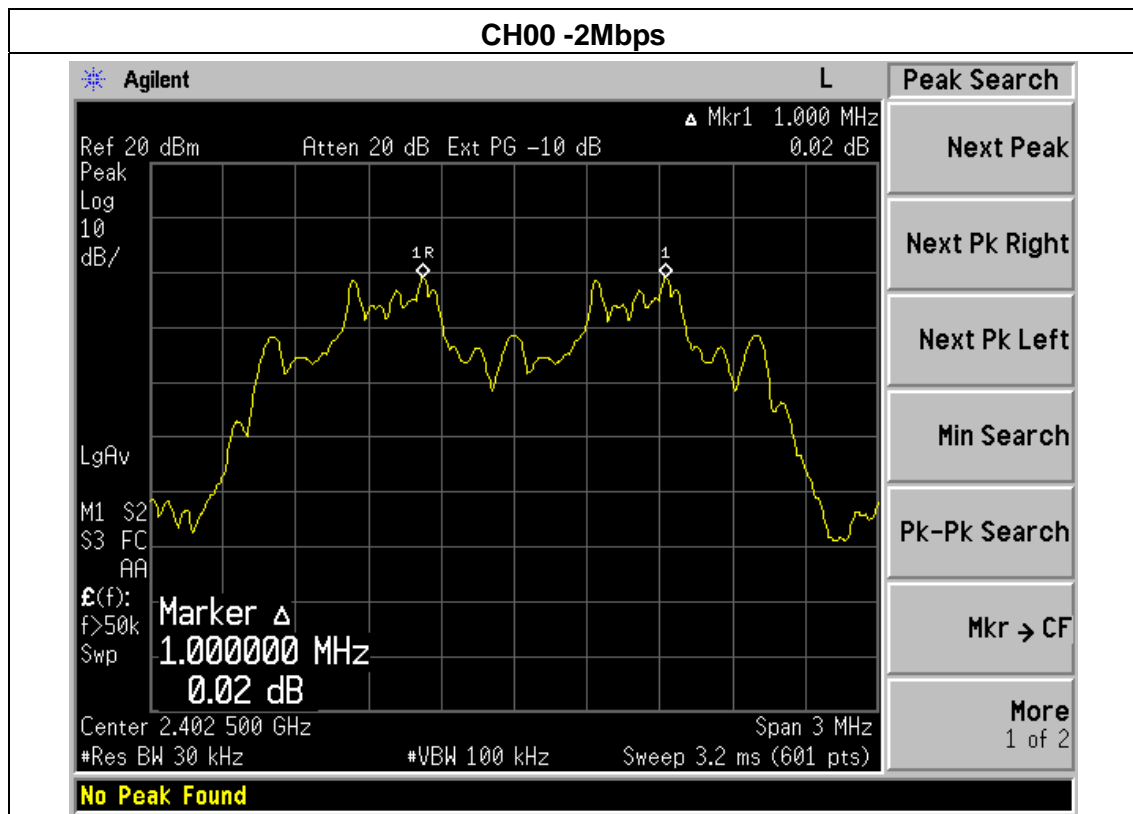 CH00 -2Mbps
Agilent L Peak Search
Δ Mkr1 1.000 MHz
Ref 20 dBm Atten 20 dB Ext PG -10 dB 0.02 dB
Peak
Log
10
dB/
1R
1
LgAv
M1 S2
S3 FC
AA
£(f):
f>50k
Swp
Marker Δ
1.000000 MHz
0.02 dB
Center 2.402 500 GHz Span 3 MHz
#Res BW 30 kHz #VBW 100 kHz Sweep 3.2 ms (601 pts)
No Peak Found
Next Peak
Next Pk Right
Next Pk Left
Min Search
Pk-Pk Search
Mkr → CF
More
1 of 2